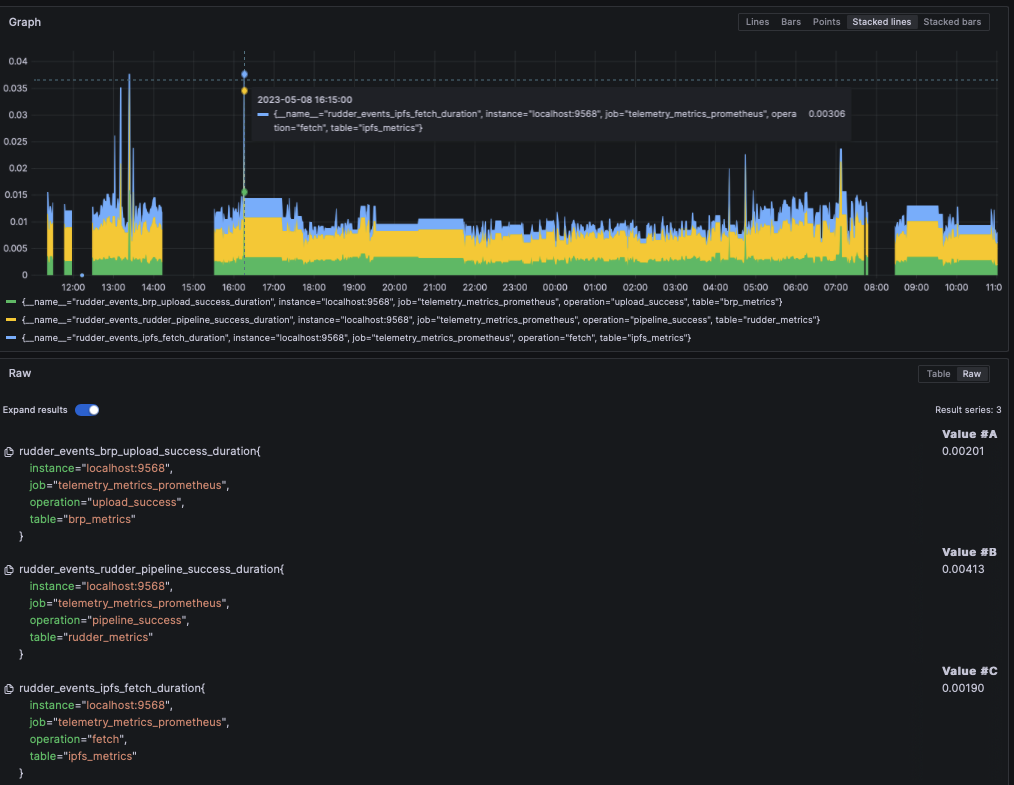 Graph
Lines Bars Points Stacked lines Stacked bars
0.04
0.035
0.03
0.025
0.02
0.015
0.01
0.005
0
2023-05-08 16:15:00
{__name__="rudder_events_ipfs_fetch_duration", instance="localhost:9568", job="telemetry_metrics_prometheus", opera 0.00306
tion="fetch", table="ipfs_metrics"}
12:00 13:00 14:00 15:00 16:00 17:00 18:00 19:00 20:00 21:00 22:00 23:00 00:00 01:00 02:00 03:00 04:00 05:00 06:00 07:00 08:00 09:00 10:00 11:0
{__name__="rudder_events_brp_upload_success_duration", instance="localhost:9568", job="telemetry_metrics_prometheus", operation="upload_success", table="brp_metrics"}
{__name__="rudder_events_rudder_pipeline_success_duration", instance="localhost:9568", job="telemetry_metrics_prometheus", operation="pipeline_success", table="rudder_metrics"}
{__name__="rudder_events_ipfs_fetch_duration", instance="localhost:9568", job="telemetry_metrics_prometheus", operation="fetch", table="ipfs_metrics"}
Raw
Table Raw
Expand results
Result series: 3
Value #A
rudder_events_brp_upload_success_duration{ 0.00201
instance="localhost:9568",
job="telemetry_metrics_prometheus",
operation="upload_success",
table="brp_metrics"
}
Value #B
rudder_events_rudder_pipeline_success_duration{ 0.00413
instance="localhost:9568",
job="telemetry_metrics_prometheus",
operation="pipeline_success",
table="rudder_metrics"
}
Value #C
rudder_events_ipfs_fetch_duration{ 0.00190
instance="localhost:9568",
job="telemetry_metrics_prometheus",
operation="fetch",
table="ipfs_metrics"
}